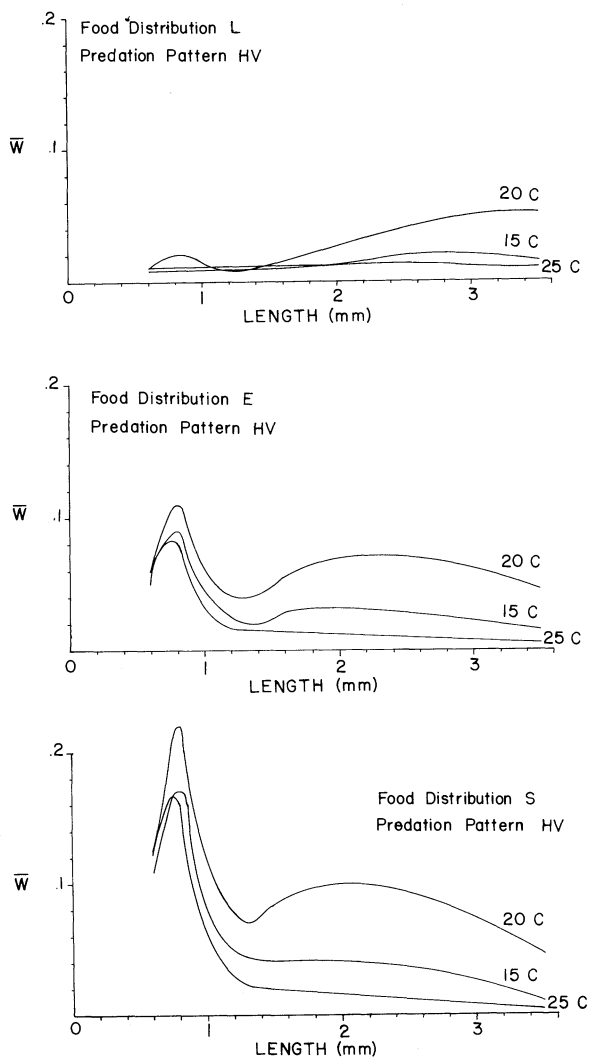 .2
Food Distribution L
Predation Pattern HV
W̅
.1
20 C
15 C
25 C
0
1
2
3
LENGTH (mm)
.2
Food Distribution E
Predation Pattern HV
W̅
.1
20 C
15 C
25 C
0
1
2
3
LENGTH (mm)
.2
Food Distribution S
Predation Pattern HV
W̅
.1
20 C
15 C
25 C
0
1
2
3
LENGTH (mm)